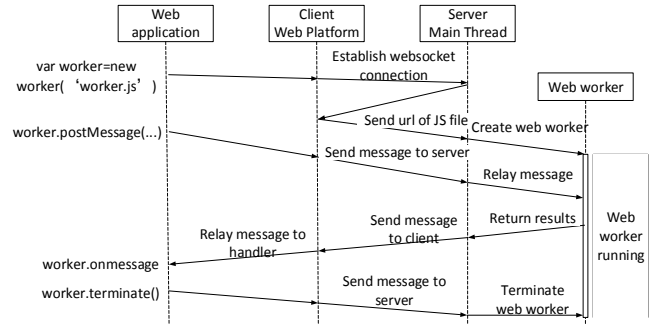 Web
application
Client
Web Platform
Server
Main Thread
Web worker
var worker=new
worker( ‘worker.js’ )
Establish websocket
connection
Send url of JS file
Create web worker
worker.postMessage(...)
Send message to server
Relay message
Return results
Send message
to client
Relay message to
handler
worker.onmessage
Web
worker
running
worker.terminate()
Send message to
server
Terminate
web worker